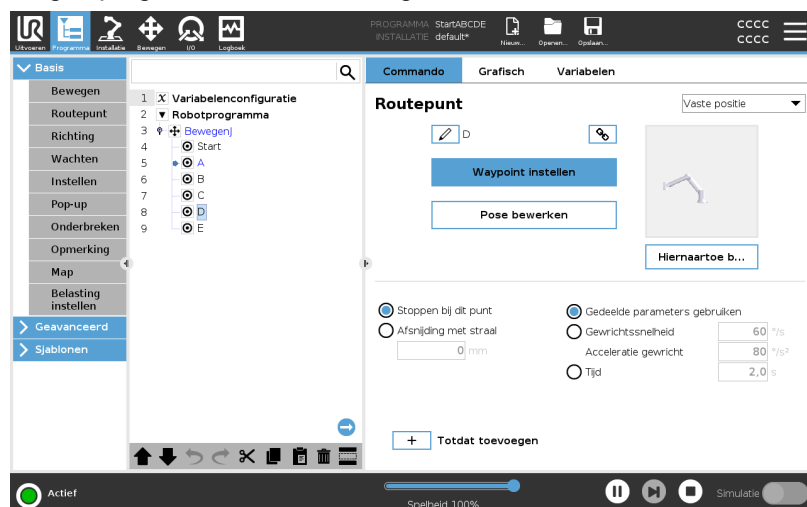 PROGRAMMA StartABCDE
INSTALLATIE default*
cccc
cccc
Uitvoeren Programma Installatie Bewegen I/O Logboek Nieuw... Openen... Opslaan...
Basis
Bewegen
Routepunt
Richting
Wachten
Instellen
Pop-up
Onderbreken
Opmerking
Map
Belasting
instellen
Geavanceerd
Sjablonen
1 X Variabelenconfiguratie
2 Robotprogramma
3 BewegenJ
4 Start
5 A
6 B
7 C
8 D
9 E
Commando Grafisch Variabelen
Routepunt
Vaste positie
D
Waypoint instellen
Pose bewerken
Hiernaartoe b...
Stoppen bij dit punt
Afsnijding met straal
0 mm
Gedeelde parameters gebruiken
Gewrichtssnelheid 60 °/s
Acceleratie gewricht 80 °/s²
Tijd 2,0 s
+ Totdat toevoegen
Actief
Snelheid 100%
Simulatie